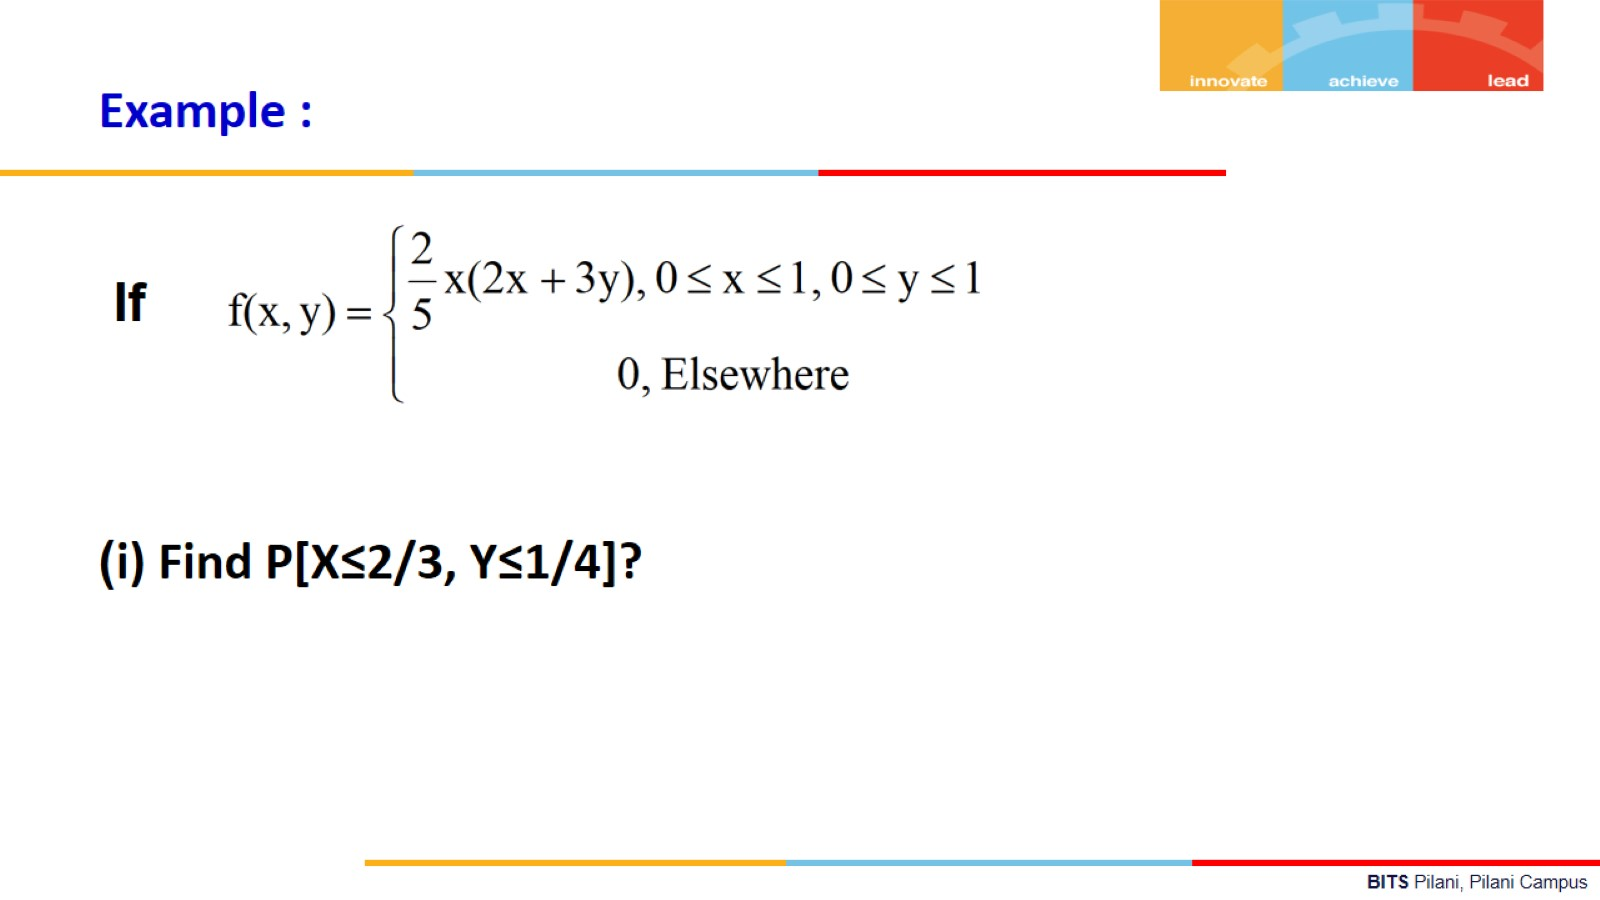 innovate achieve lead
Example :
If f(x, y) = { 2/5 x(2x + 3y), 0 ≤ x ≤ 1, 0 ≤ y ≤ 1
0, Elsewhere
(i) Find P[X≤2/3, Y≤1/4]?
BITS Pilani, Pilani Campus